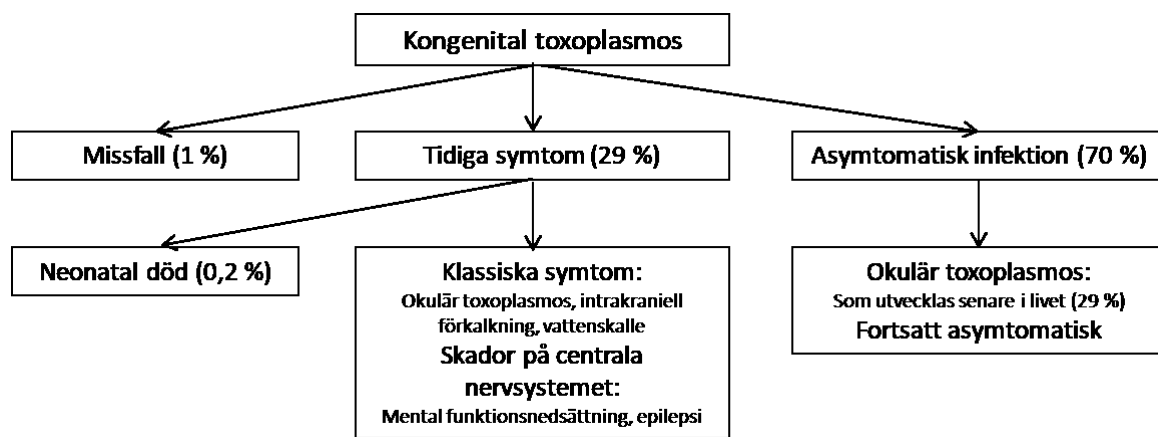 Kongenital toxoplasmos
Missfall (1 %)
Tidiga symtom (29 %)
Asymtomatisk infektion (70 %)
Neonatal död (0,2 %)
Klassiska symtom:
Okulär toxoplasmos, intrakraniell
förkalkning, vattenskalle
Skador på centrala
nervsystemet:
Mental funktionsnedsättning, epilepsi
Okulär toxoplasmos:
Som utvecklas senare i livet (29 %)
Fortsatt asymtomatisk